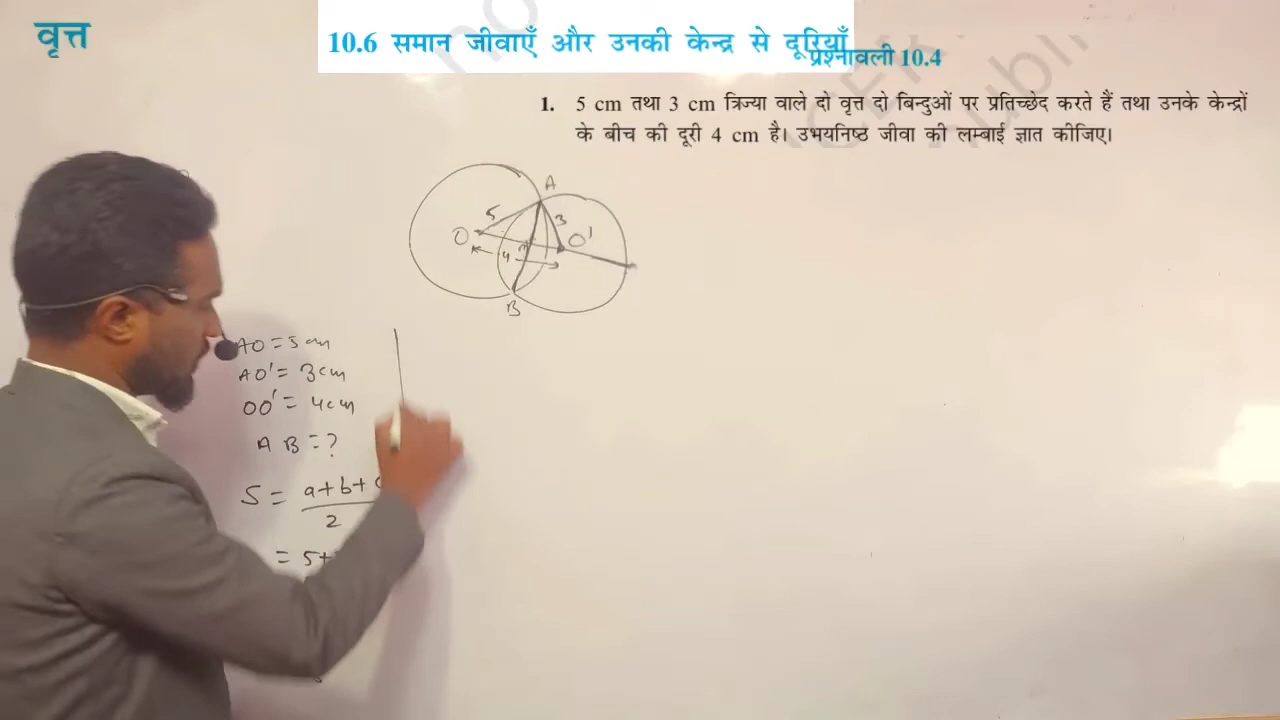 वृत्त
10.6 समान जीवाएँ और उनकी केन्द्र से दूरियाँ
प्रश्नावली 10.4
1. 5 cm तथा 3 cm त्रिज्या वाले दो वृत्त दो बिन्दुओं पर प्रतिच्छेद करते हैं तथा उनके केन्द्रों
के बीच की दूरी 4 cm है। उभयनिष्ठ जीवा की लम्बाई ज्ञात कीजिए।
A
5 3
O O'
4
B
AO = 5 cm
AO' = 3 cm
OO' = 4 cm
AB = ?
S = a+b+c
2
= 5+